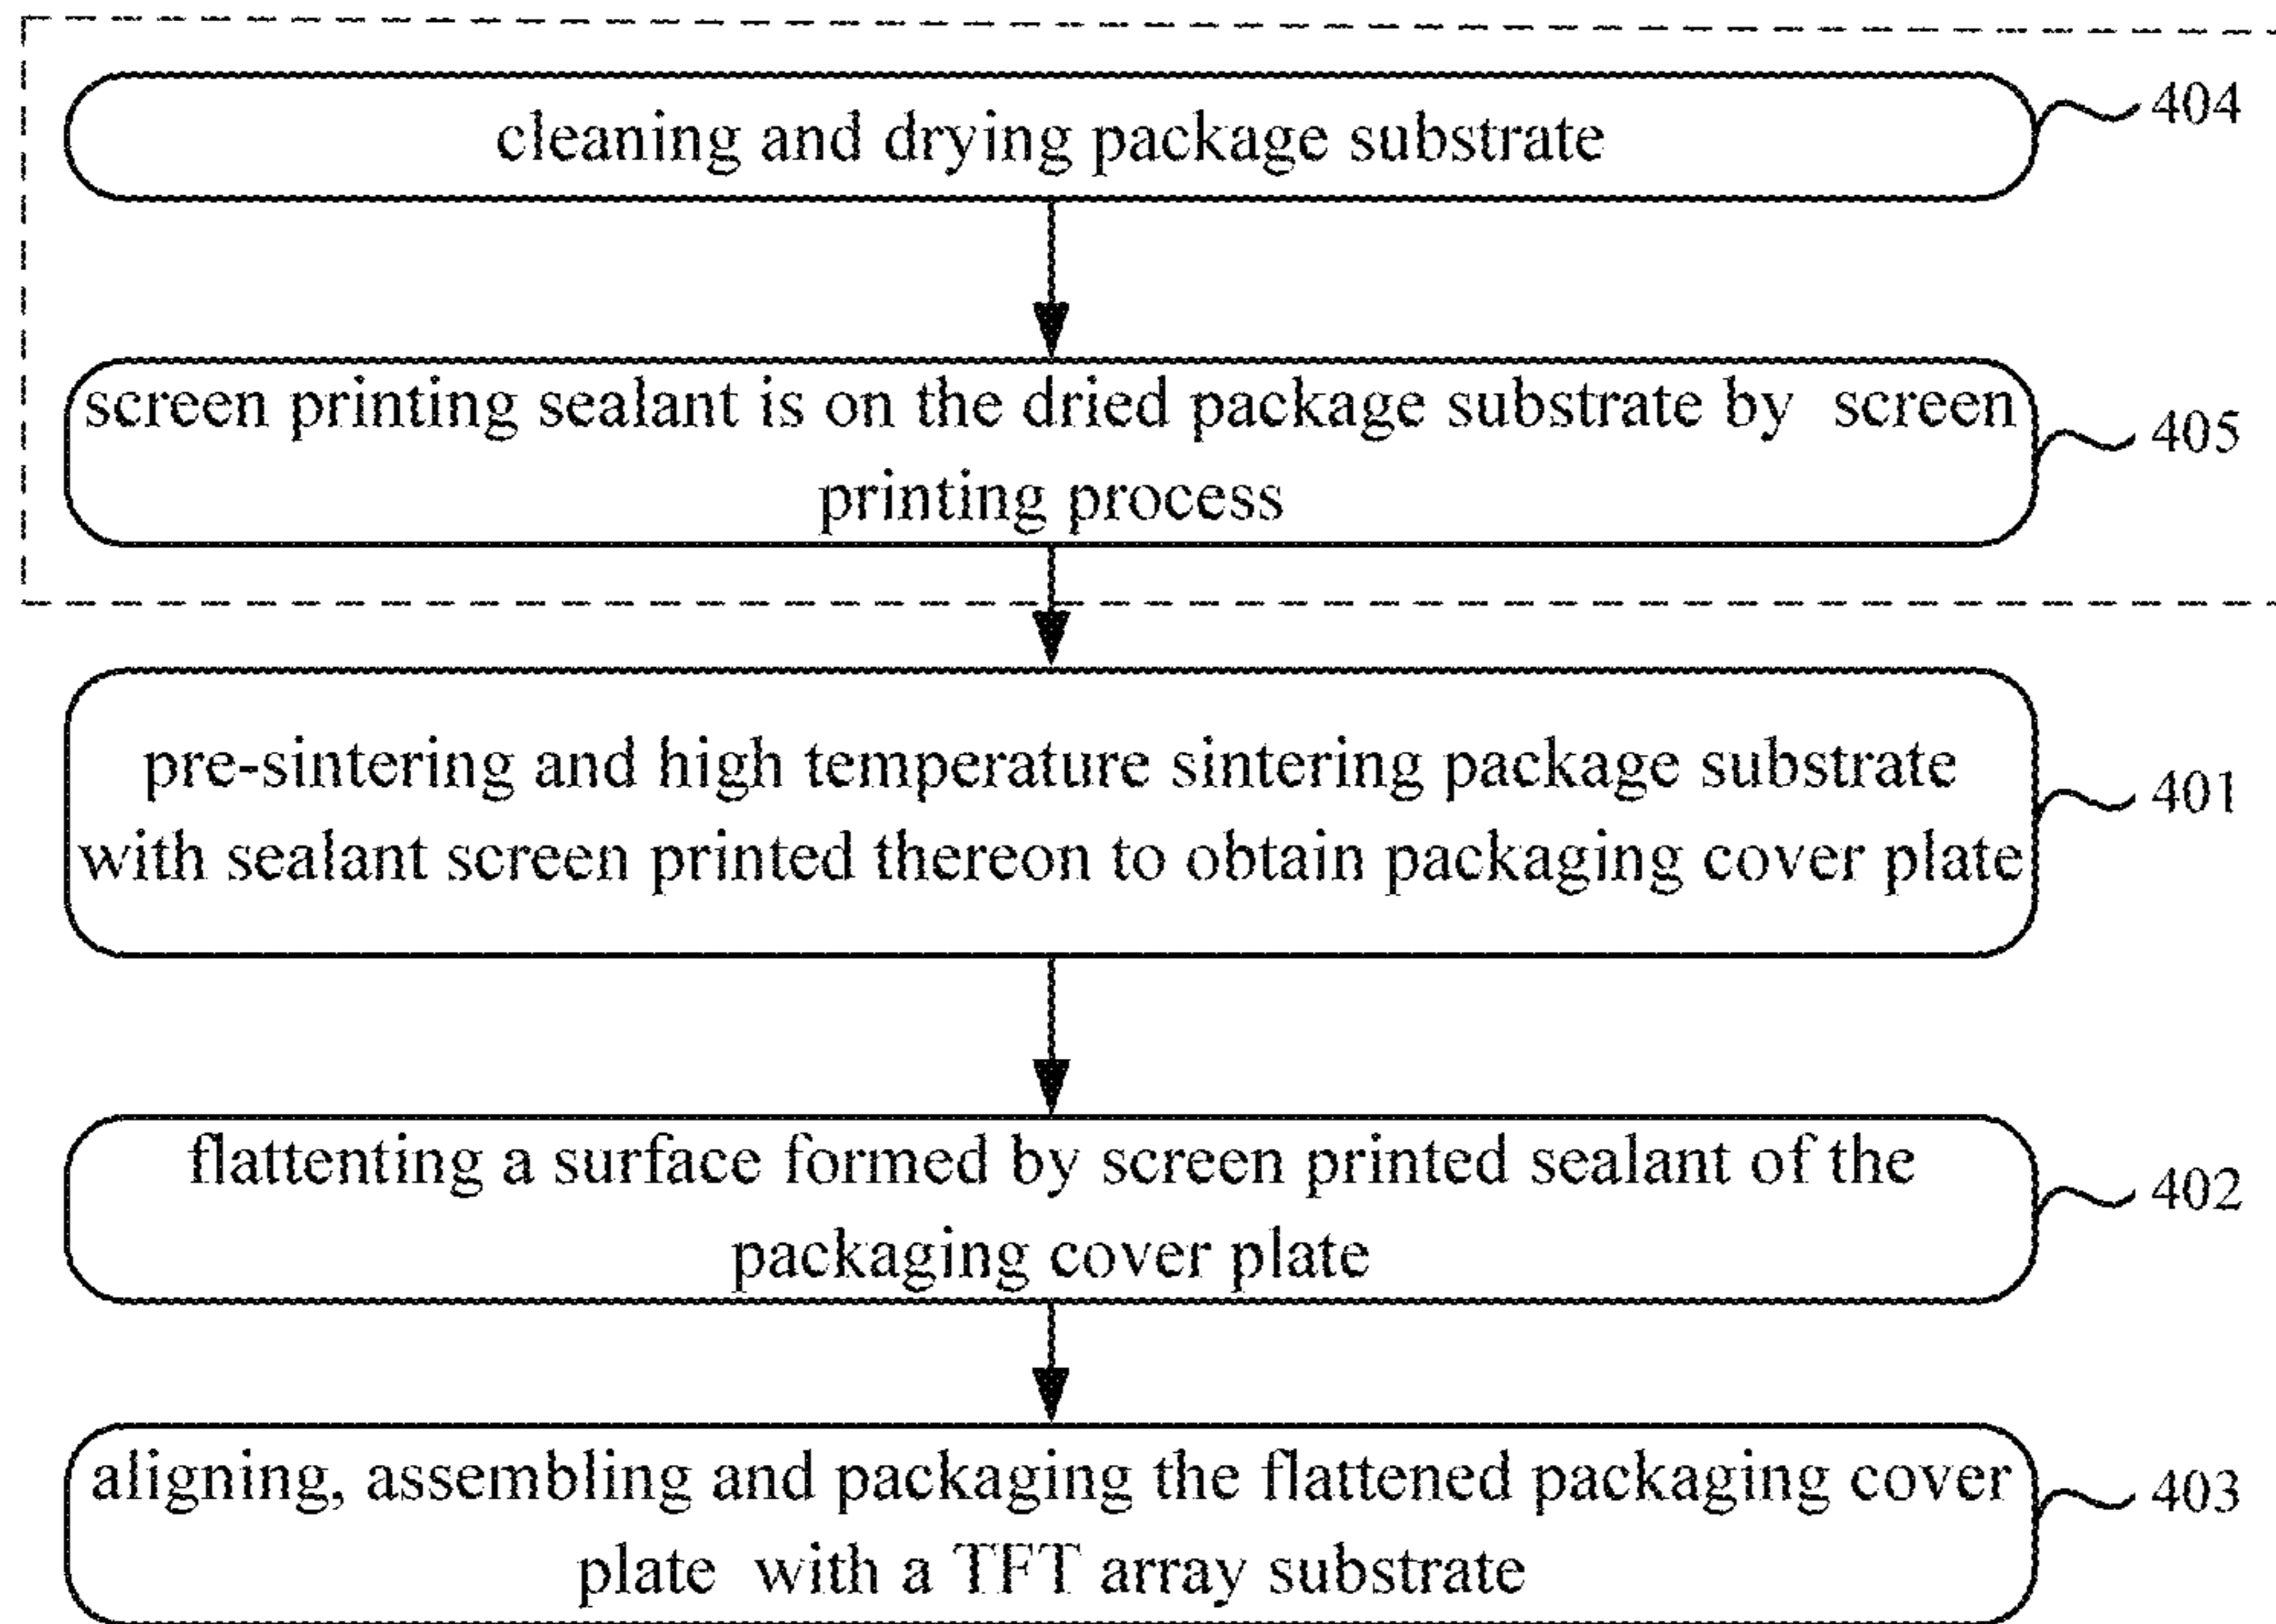 cleaning and drying package substrate
404
screen printing sealant is on the dried package substrate by screen
printing process
405
pre-sintering and high temperature sintering package substrate
with sealant screen printed thereon to obtain packaging cover plate
401
flattenting a surface formed by screen printed sealant of the
packaging cover plate
402
aligning, assembling and packaging the flattened packaging cover
plate with a TFT array substrate
403